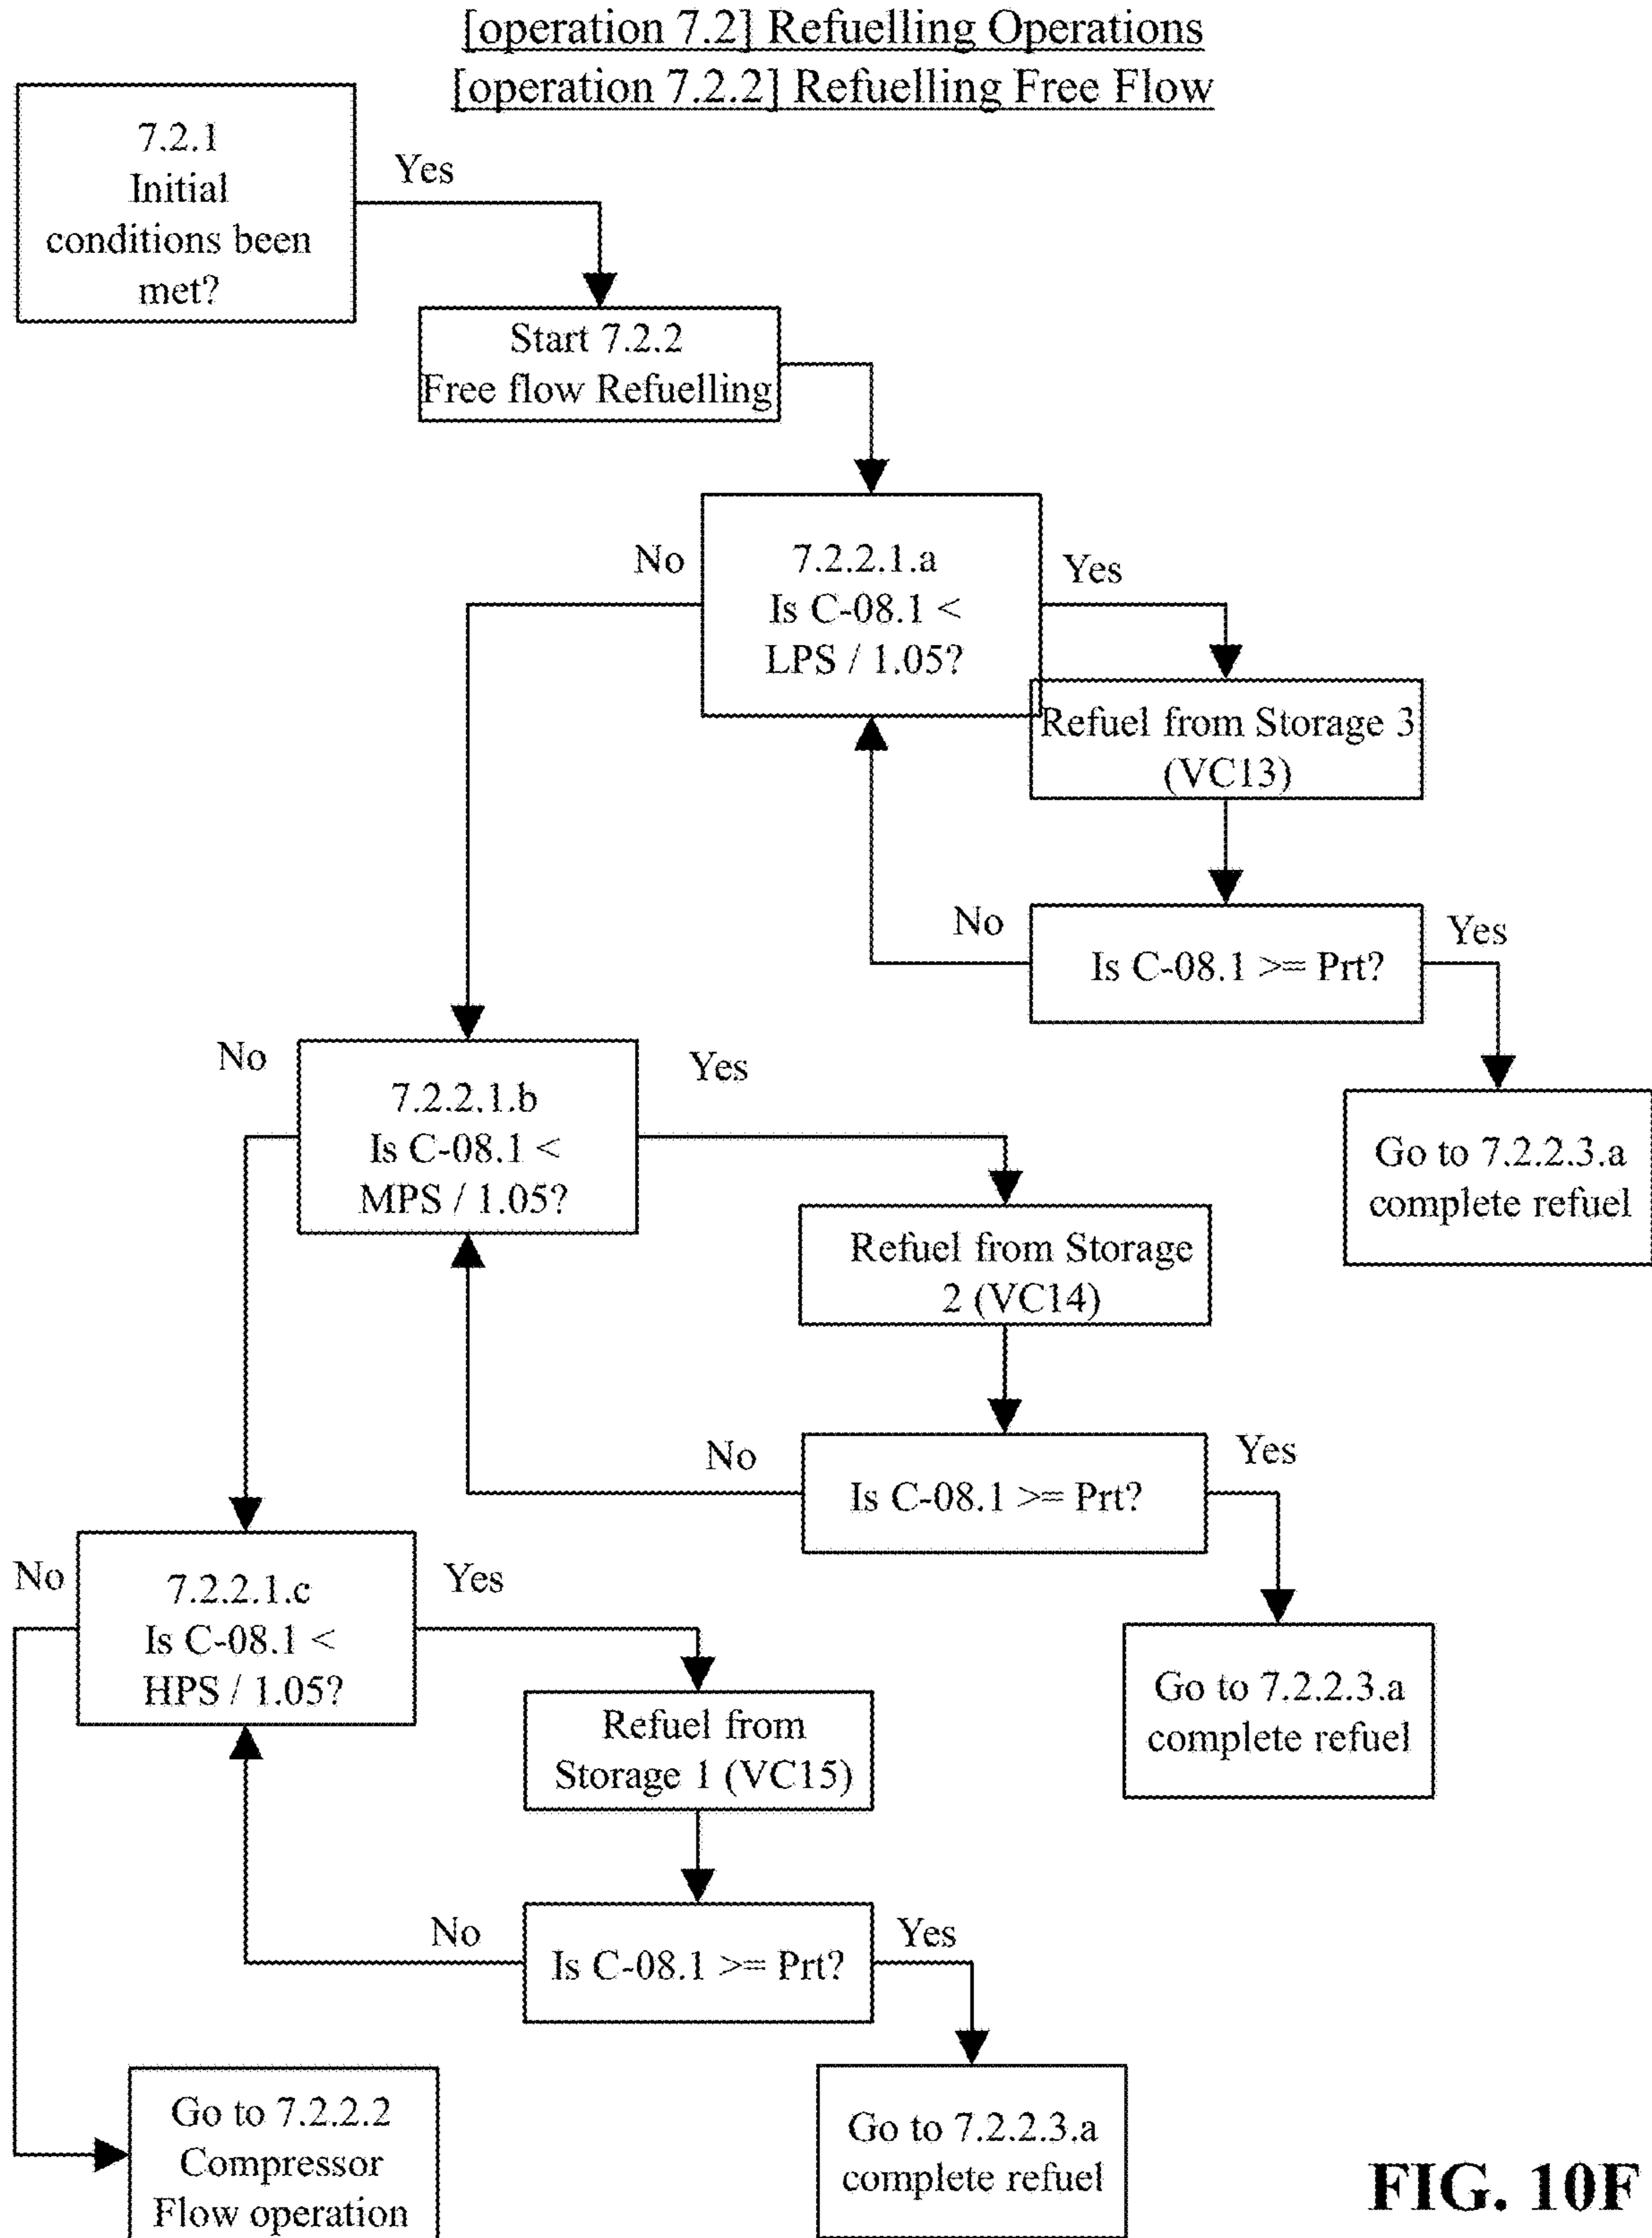 [operation 7.2] Refuelling Operations
[operation 7.2.2] Refuelling Free Flow
7.2.1
Initial
conditions been
met?
Yes
Start 7.2.2
Free flow Refuelling
No
7.2.2.1.a
Is C-08.1 <
LPS / 1.05?
Yes
Refuel from Storage 3
(VC13)
No
Is C-08.1 >= Prt?
Yes
Go to 7.2.2.3.a
complete refuel
No
7.2.2.1.b
Is C-08.1 <
MPS / 1.05?
Yes
Refuel from Storage
2 (VC14)
No
Is C-08.1 >= Prt?
Yes
Go to 7.2.2.3.a
complete refuel
No
7.2.2.1.c
Is C-08.1 <
HPS / 1.05?
Yes
Refuel from
Storage 1 (VC15)
No
Is C-08.1 >= Prt?
Yes
Go to 7.2.2.3.a
complete refuel
Go to 7.2.2.2
Compressor
Flow operation
FIG. 10F